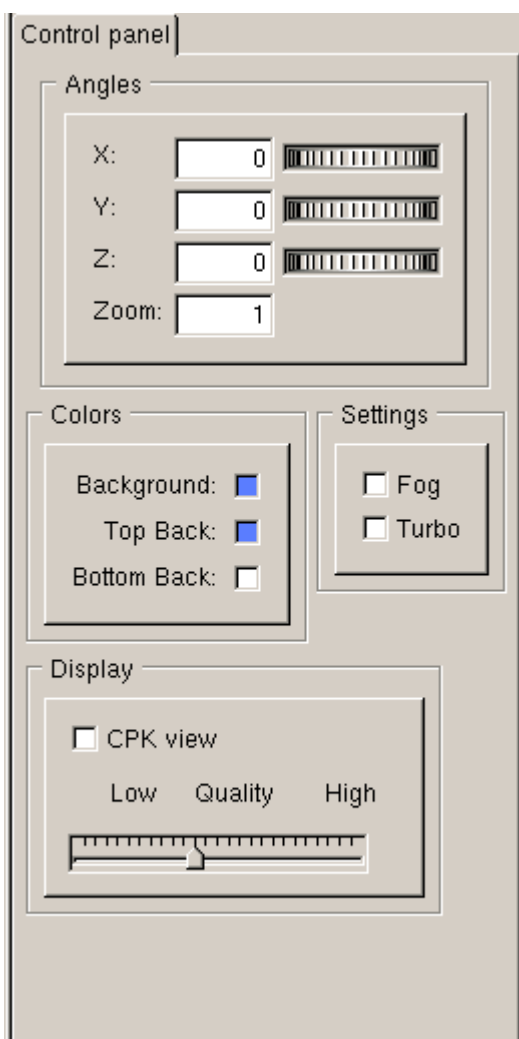 Control panel
Angles
X: 0
Y: 0
Z: 0
Zoom: 1
Colors
Settings
Background:
Fog
Top Back:
Turbo
Bottom Back:
Display
CPK view
Low Quality High